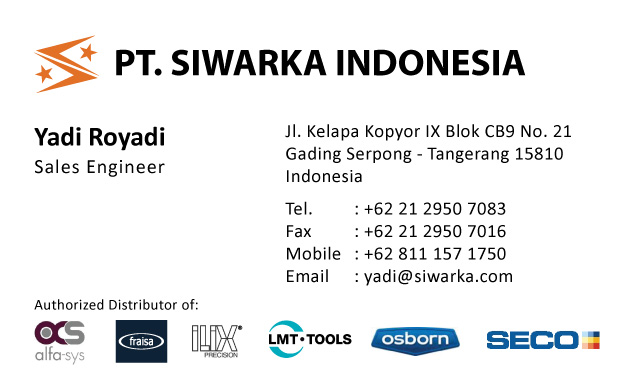 PT. SIWARKA INDONESIA
Yadi Royadi
Sales Engineer
Jl. Kelapa Kopyor IX Blok CB9 No. 21
Gading Serpong - Tangerang 15810
Indonesia
Tel. : +62 21 2950 7083
Fax : +62 21 2950 7016
Mobile : +62 811 157 1750
Email : yadi@siwarka.com
Authorized Distributor of:
acs alfa-sys
fraisa
iLiX PRECISION
LMT•TOOLS
osborn
SECO